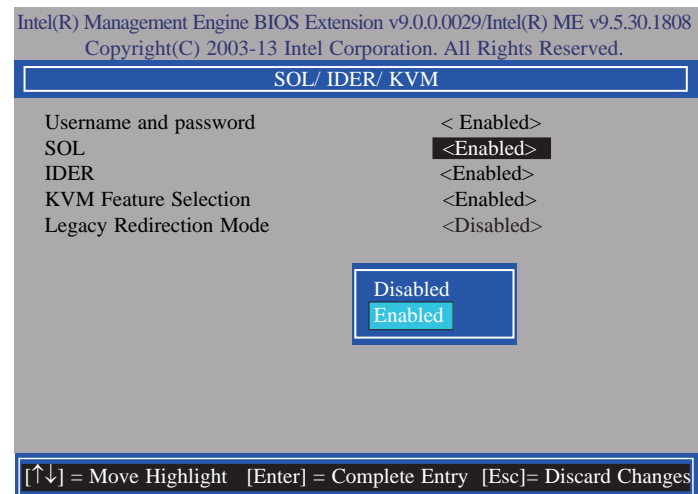 Intel(R) Management Engine BIOS Extension v9.0.0.0029/Intel(R) ME v9.5.30.1808
Copyright(C) 2003-13 Intel Corporation. All Rights Reserved.
SOL/ IDER/ KVM
Username and password < Enabled>
SOL <Enabled>
IDER <Enabled>
KVM Feature Selection <Enabled>
Legacy Redirection Mode <Disabled>
Disabled
Enabled
[↑↓] = Move Highlight [Enter] = Complete Entry [Esc]= Discard Changes